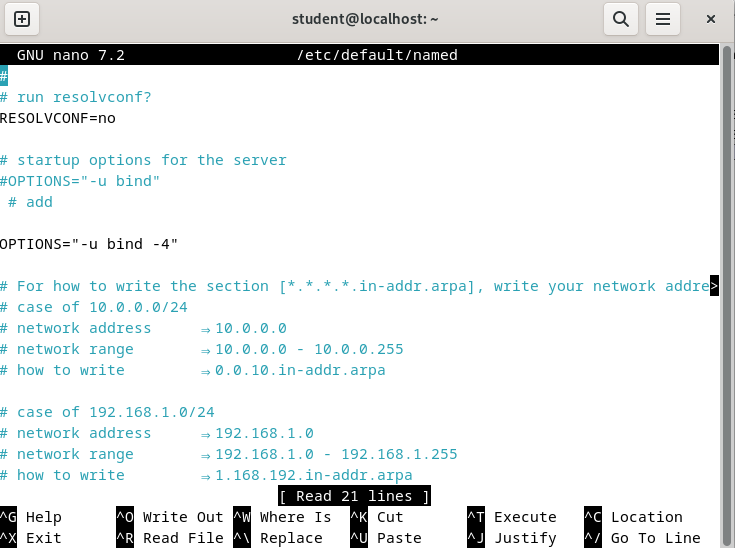 student@localhost: ~
GNU nano 7.2 /etc/default/named
#
# run resolvconf?
RESOLVCONF=no
# startup options for the server
#OPTIONS="-u bind"
# add
OPTIONS="-u bind -4"
# For how to write the section [*.*.*.*.in-addr.arpa], write your network addre>
# case of 10.0.0.0/24
# network address ⇒ 10.0.0.0
# network range ⇒ 10.0.0.0 - 10.0.0.255
# how to write ⇒ 0.0.10.in-addr.arpa
# case of 192.168.1.0/24
# network address ⇒ 192.168.1.0
# network range ⇒ 192.168.1.0 - 192.168.1.255
# how to write ⇒ 1.168.192.in-addr.arpa
[ Read 21 lines ]
^G Help ^O Write Out ^W Where Is ^K Cut ^T Execute ^C Location
^X Exit ^R Read File ^\ Replace ^U Paste ^J Justify ^/ Go To Line